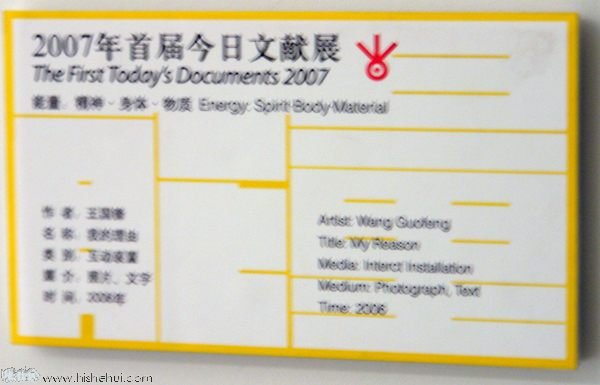 2007年首届今日文献展
The First Today's Documents 2007
能量：精神·身体·物质 Energy: Spirit·Body·Material
作 者：王国锋
名 称：我的理由
类 别：互动装置
媒 介：照片、文字
时 间：2006年
Artist: Wang Guofeng
Title: My Reason
Media: Interct Installation
Medium: Photograph, Text
Time: 2006
www.hishehui.com